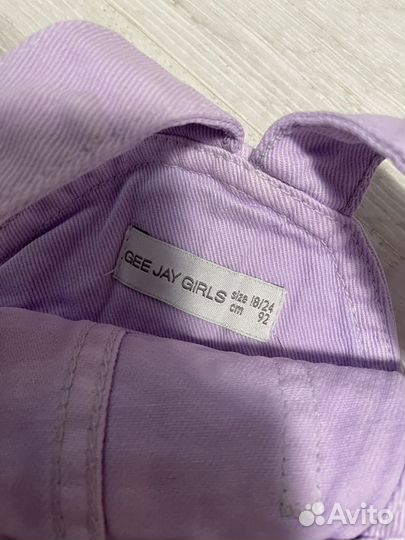 GEE JAY GIRLS
size 18/24
cm 92
Avito